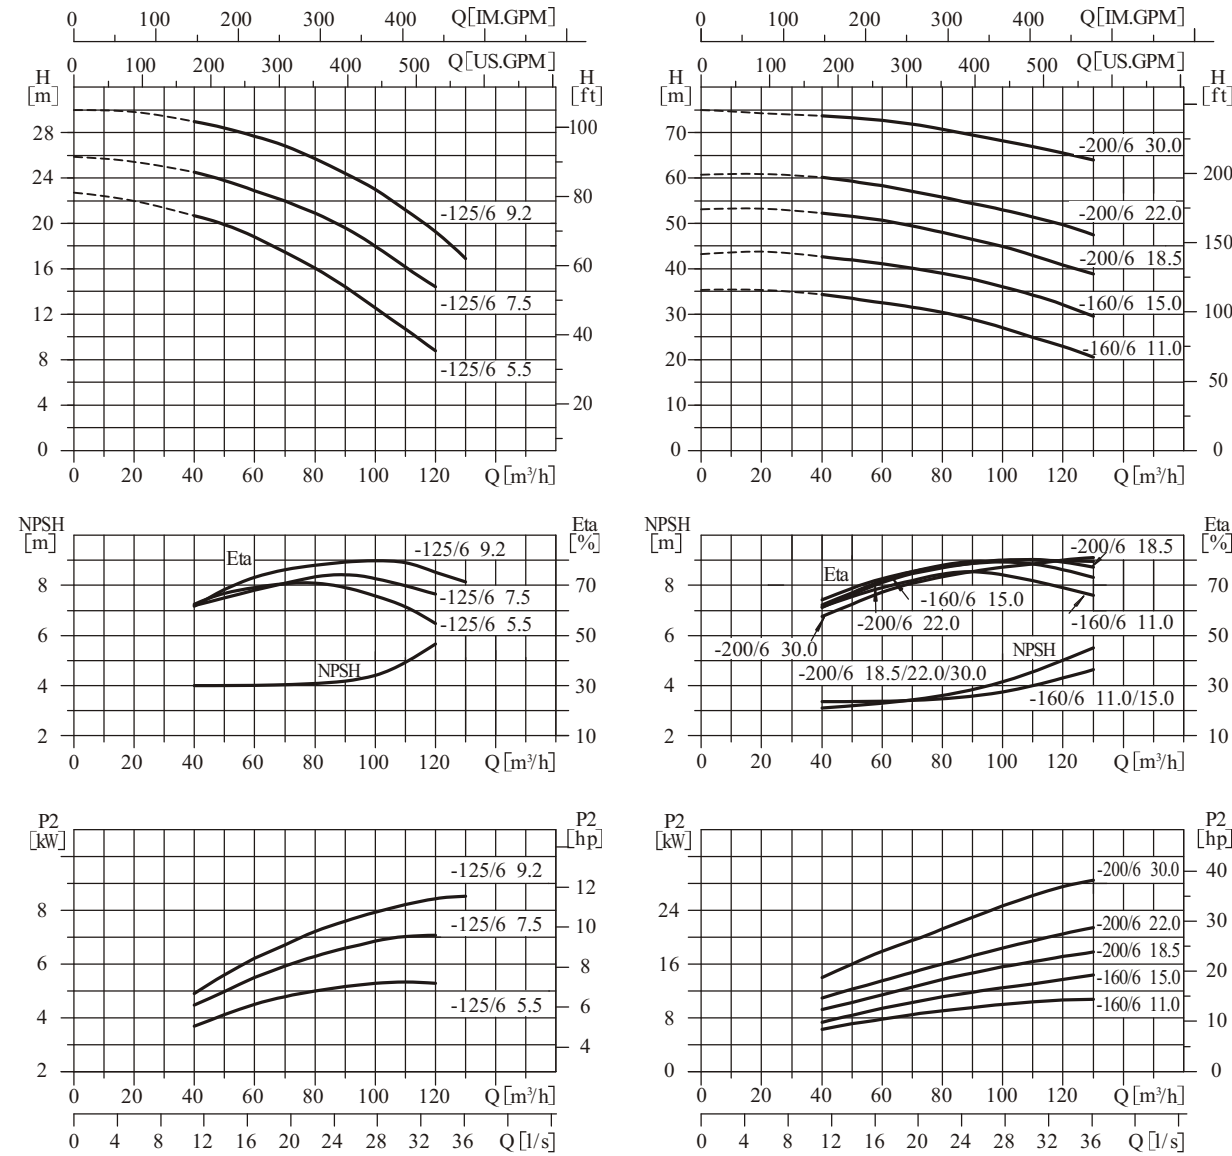 0 100 200 300 400 Q[IM.GPM]
0 100 200 300 400 500 Q[US.GPM]
H
[m]
H
[ft]
28
24
20
16
12
8
4
0
100
80
60
40
20
-125/6 9.2
-125/6 7.5
-125/6 5.5
0 20 40 60 80 100 120 Q[m³/h]
0 100 200 300 400 Q[IM.GPM]
0 100 200 300 400 500 Q[US.GPM]
H
[m]
H
[ft]
70
60
50
40
30
20
10
0
200
150
100
50
0
-200/6 30.0
-200/6 22.0
-200/6 18.5
-160/6 15.0
-160/6 11.0
0 20 40 60 80 100 120 Q[m³/h]
NPSH
[m]
Eta
[%]
8
6
4
2
70
50
30
10
Eta
-125/6 9.2
-125/6 7.5
-125/6 5.5
NPSH
0 20 40 60 80 100 120 Q[m³/h]
NPSH
[m]
Eta
[%]
8
6
4
2
70
50
30
10
Eta
-200/6 18.5
-160/6 15.0
-200/6 22.0
-160/6 11.0
-200/6 30.0
NPSH
-200/6 18.5/22.0/30.0
-160/6 11.0/15.0
0 20 40 60 80 100 120 Q[m³/h]
P2
[kW]
P2
[hp]
8
6
4
2
12
10
8
6
4
-125/6 9.2
-125/6 7.5
-125/6 5.5
0 20 40 60 80 100 120 Q[m³/h]
0 4 8 12 16 20 24 28 32 36 Q[l/s]
P2
[kW]
P2
[hp]
24
16
8
0
40
30
20
10
0
-200/6 30.0
-200/6 22.0
-200/6 18.5
-160/6 15.0
-160/6 11.0
0 20 40 60 80 100 120 Q[m³/h]
0 4 8 12 16 20 24 28 32 36 Q[l/s]